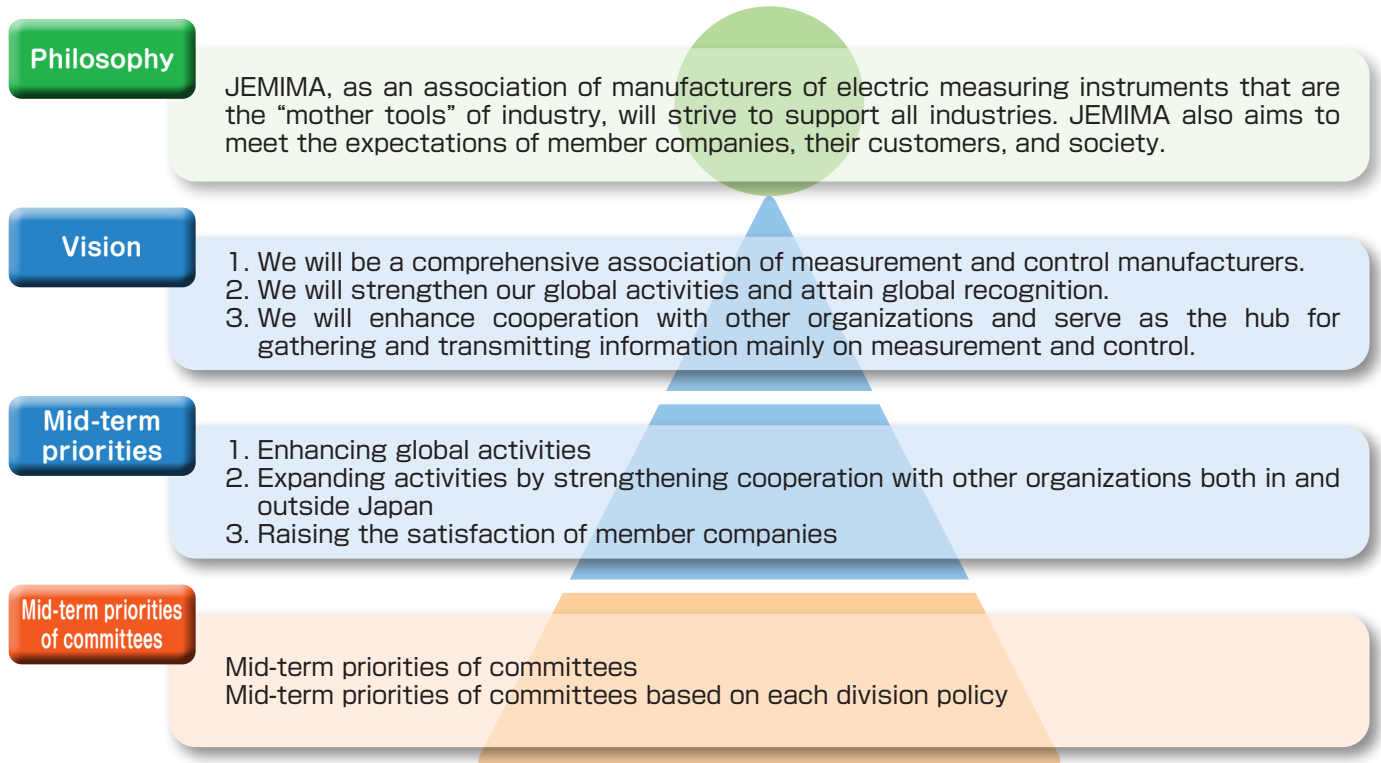 Philosophy
JEMIMA, as an association of manufacturers of electric measuring instruments that are
the “mother tools” of industry, will strive to support all industries. JEMIMA also aims to
meet the expectations of member companies, their customers, and society.
Vision
1. We will be a comprehensive association of measurement and control manufacturers.
2. We will strengthen our global activities and attain global recognition.
3. We will enhance cooperation with other organizations and serve as the hub for
gathering and transmitting information mainly on measurement and control.
Mid-term
priorities
1. Enhancing global activities
2. Expanding activities by strengthening cooperation with other organizations both in and
outside Japan
3. Raising the satisfaction of member companies
Mid-term priorities
of committees
Mid-term priorities of committees
Mid-term priorities of committees based on each division policy